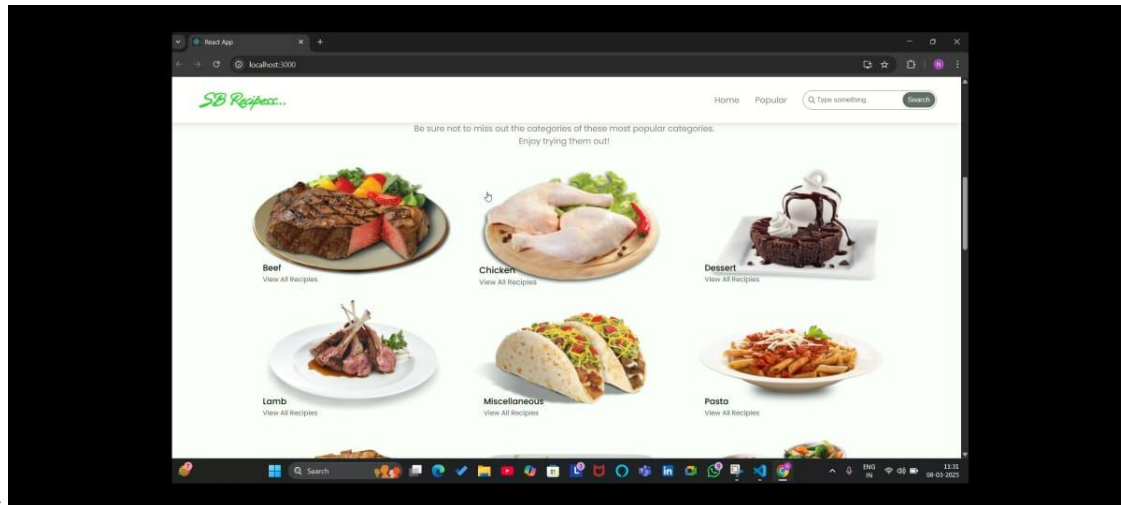 React App
localhost:3000
SB Recipess...
Home Popular Type something. Search
Be sure not to miss out the categories of these most popular categories.
Enjoy trying them out!
Beef
View All Recipies
Chicken
View All Recipies
Dessert
View All Recipies
Lamb
View All Recipies
Miscellaneous
View All Recipies
Pasta
View All Recipies
Search
ENG
IN
11:31
08-03-2025